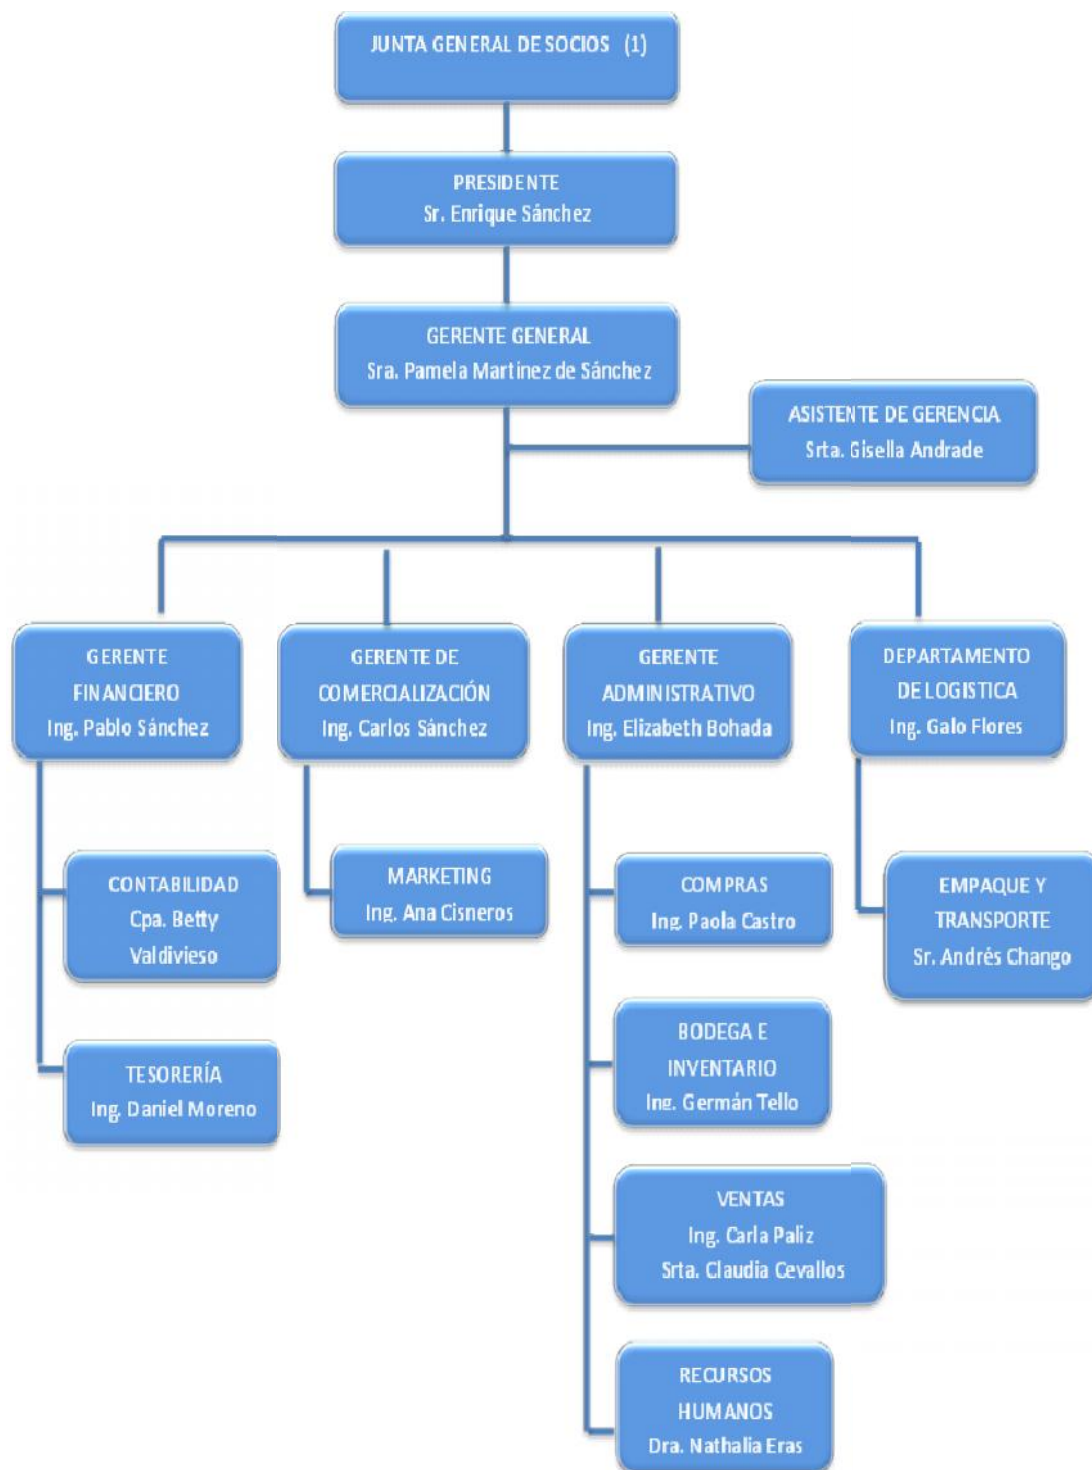 JUNTA GENERAL DE SOCIOS (1)
PRESIDENTE
Sr. Enrique Sánchez
GERENTE GENERAL
Sra. Pamela Martínez de Sánchez
ASISTENTE DE GERENCIA
Srta. Gisella Andrade
GERENTE
FINANCIERO
Ing. Pablo Sánchez
GERENTE DE
COMERCIALIZACIÓN
Ing. Carlos Sánchez
GERENTE
ADMINISTRATIVO
Ing. Elizabeth Bohada
DEPARTAMENTO
DE LOGISTICA
Ing. Galo Flores
CONTABILIDAD
Cpa. Betty
Valdivieso
TESORERÍA
Ing. Daniel Moreno
MARKETING
Ing. Ana Cisneros
COMPRAS
Ing. Paola Castro
BODEGA E
INVENTARIO
Ing. Germán Tello
VENTAS
Ing. Carla Paliz
Srta. Claudia Cevallos
RECURSOS
HUMANOS
Dra. Nathalia Eras
EMPAQUE Y
TRANSPORTE
Sr. Andrés Chango